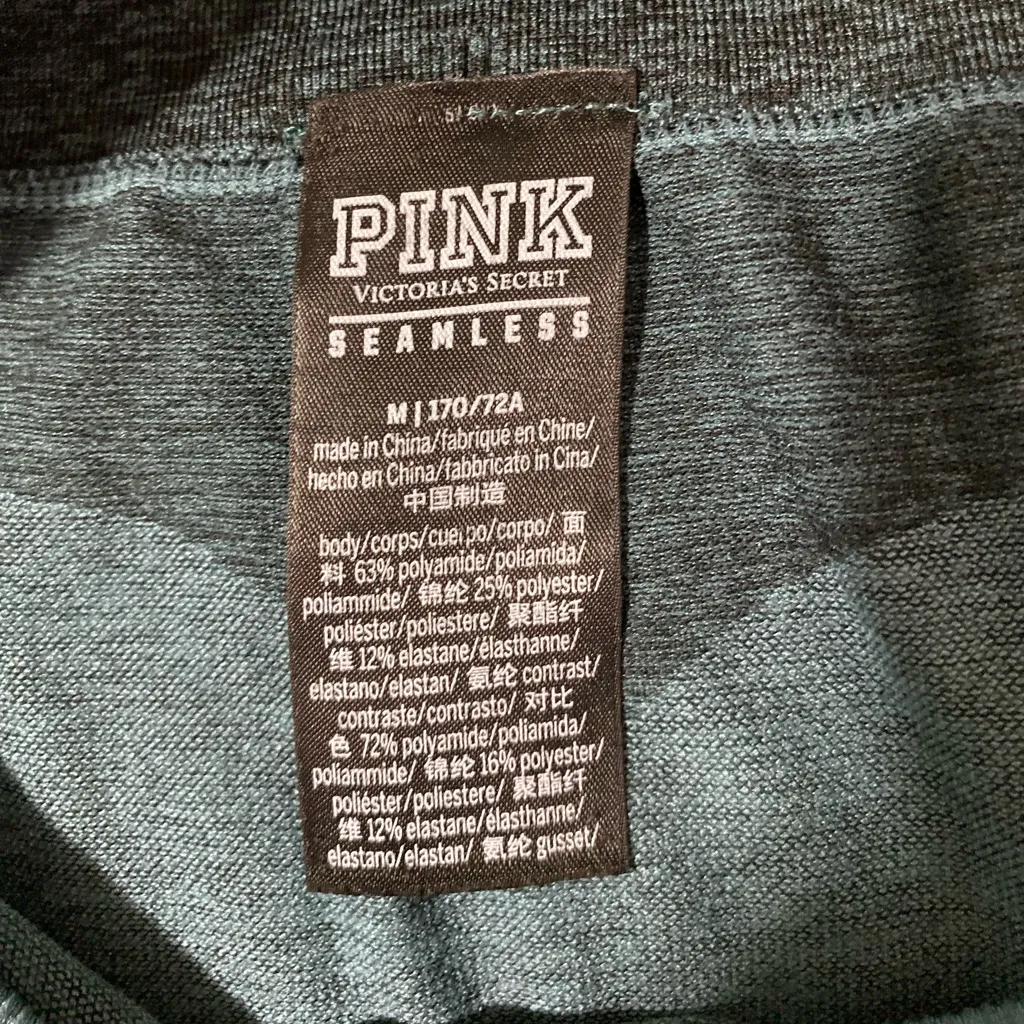 PINK
VICTORIA'S SECRET
SEAMLESS
M | 170/72A
made in China/fabriqué en Chine/
hecho en China/fabbricato in Cina/
中国制造
body/corps/cuerpo/corpo/ 面
料 63% polyamide/poliamida/
poliammide/ 锦纶 25% polyester/
poliéster/poliestere/ 聚酯纤
维 12% elastane/élasthanne/
elastano/elastan/ 氨纶 contrast/
contraste/contrasto/ 对比
色 72% polyamide/poliamida/
poliammide/ 锦纶 16% polyester/
poliéster/poliestere/ 聚酯纤
维 12% elastane/élasthanne/
elastano/elastan/ 氨纶 gusset/